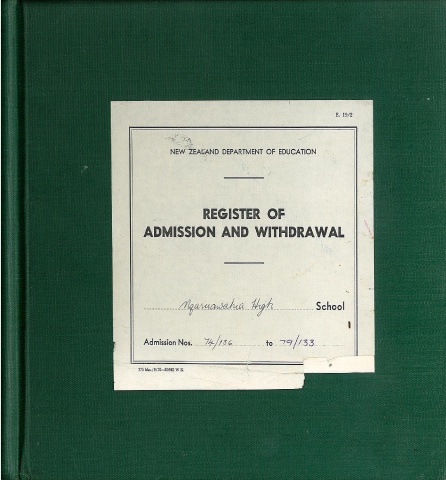 E. 19/2
NEW ZEALAND DEPARTMENT OF EDUCATION
REGISTER OF
ADMISSION AND WITHDRAWAL
Ngaruawahia High School
Admission Nos. 74/136 to 79/133